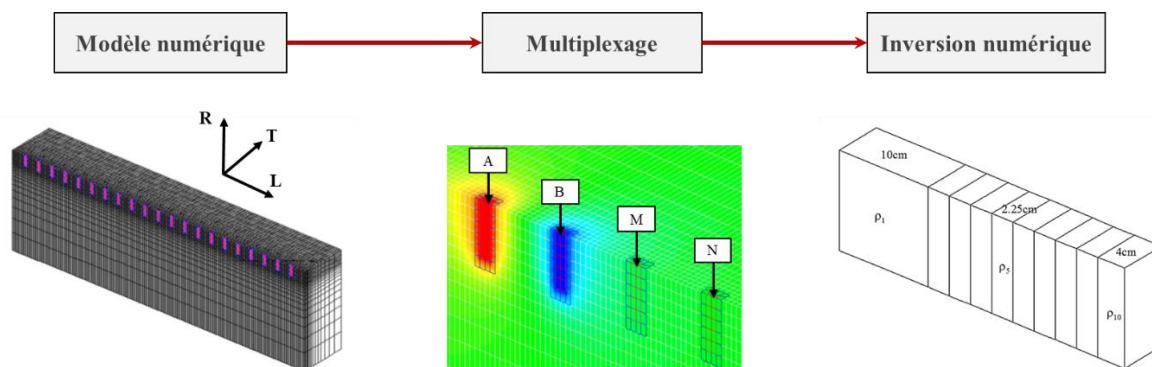 Modèle numérique
Multiplexage
Inversion numérique
R
T
L
A
B
M
N
10cm
2.25cm
4cm
ρ1
ρ5
ρ10